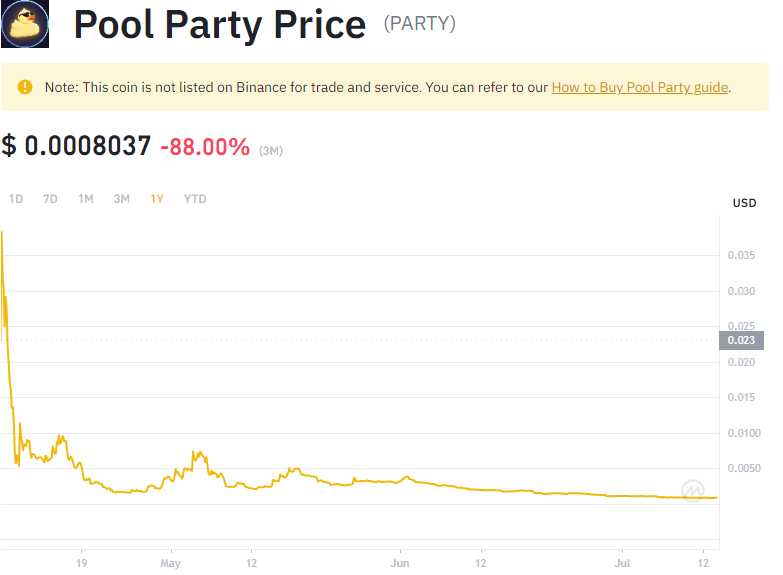 Pool Party Price (PARTY)
Note: This coin is not listed on Binance for trade and service. You can refer to our How to Buy Pool Party guide.
$ 0.0008037 -88.00% (3M)
1D 7D 1M 3M 1Y YTD
USD
0.035
0.030
0.025
0.023
0.020
0.015
0.0100
0.0050
19 May 12 Jun 12 Jul 12